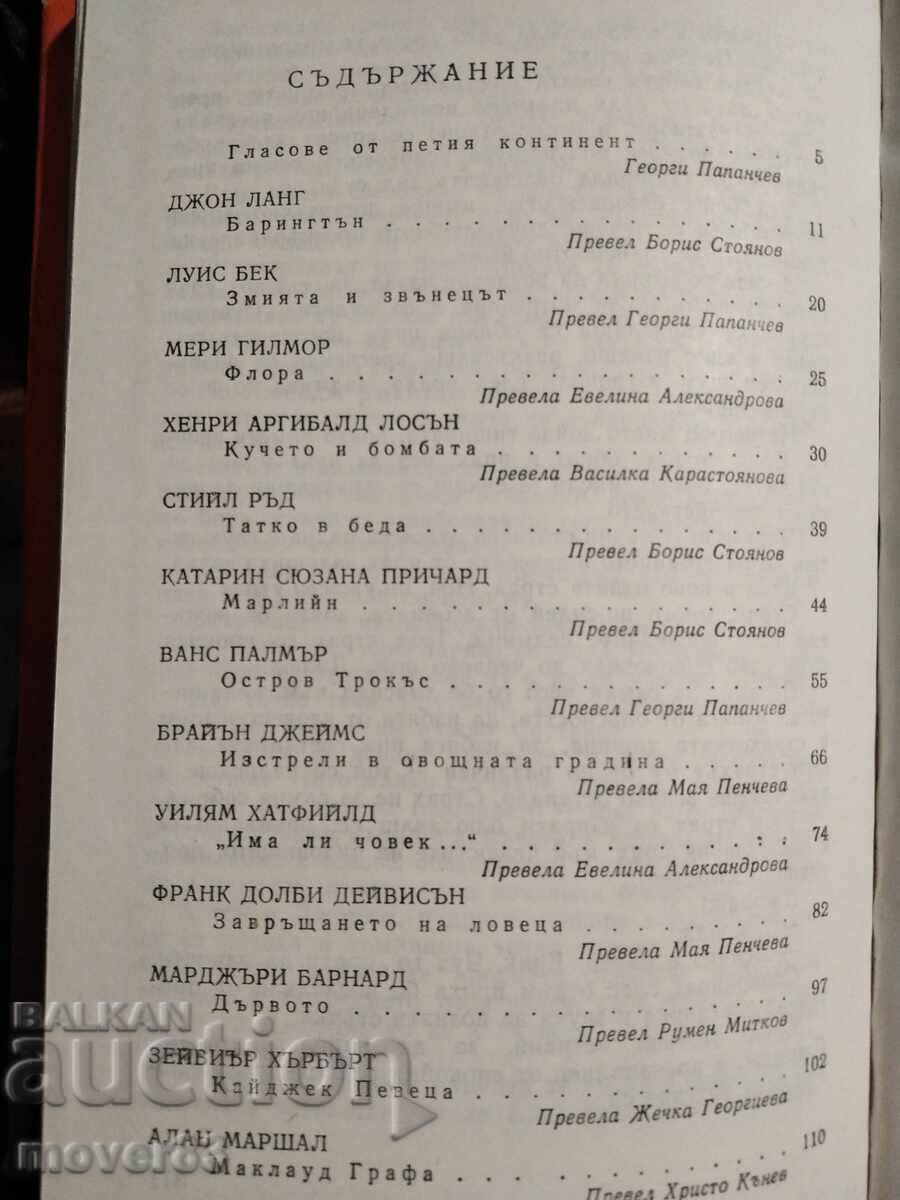 СЪДЪРЖАНИЕ
Гласове от петия континент . . . . . . 5
Георги Папанчев
ДЖОН ЛАНГ
Барингтън . . . . . . . . . . . . . . . 11
Превел Борис Стоянов
ЛУИС БЕК
Змията и звънецът . . . . . . . . . . 20
Превел Георги Папанчев
МЕРИ ГИЛМОР
Флора . . . . . . . . . . . . . . . . . 25
Превела Евелина Александрова
ХЕНРИ АРГИБАЛД ЛОСЪН
Кучето и бомбата . . . . . . . . . . . 30
Превела Василка Карастоянова
СТИЙЛ РЪД
Татко в беда . . . . . . . . . . . . . 39
Превел Борис Стоянов
КАТАРИН СЮЗАНА ПРИЧАРД
Марлийн . . . . . . . . . . . . . . . . 44
Превел Борис Стоянов
ВАНС ПАЛМЪР
Остров Трокъс . . . . . . . . . . . . . 55
Превел Георги Папанчев
БРАЙЪН ДЖЕЙМС
Изстрели в овощната градина . . . . . 66
Превела Мая Пенчева
УИЛЯМ ХАТФИЙЛД
„Има ли човек ...“ . . . . . . . . . . 74
Превела Евелина Александрова
ФРАНК ДОЛБИ ДЕЙВИСЪН
Завръщането на ловеца . . . . . . . . 82
Превела Мая Пенчева
МАРДЖЪРИ БАРНАРД
Дървото . . . . . . . . . . . . . . . . 97
Превел Румен Митков
ЗЕЙВИЪР ХЪРБЪРТ
Кайджек Певеца . . . . . . . . . . . . 102
Превела Жечка Георгиева
АЛАН МАРШАЛ
Маклауд Графа . . . . . . . . . . . . . 110
Превел Христо Кънев
BALKAN
auction
movero8